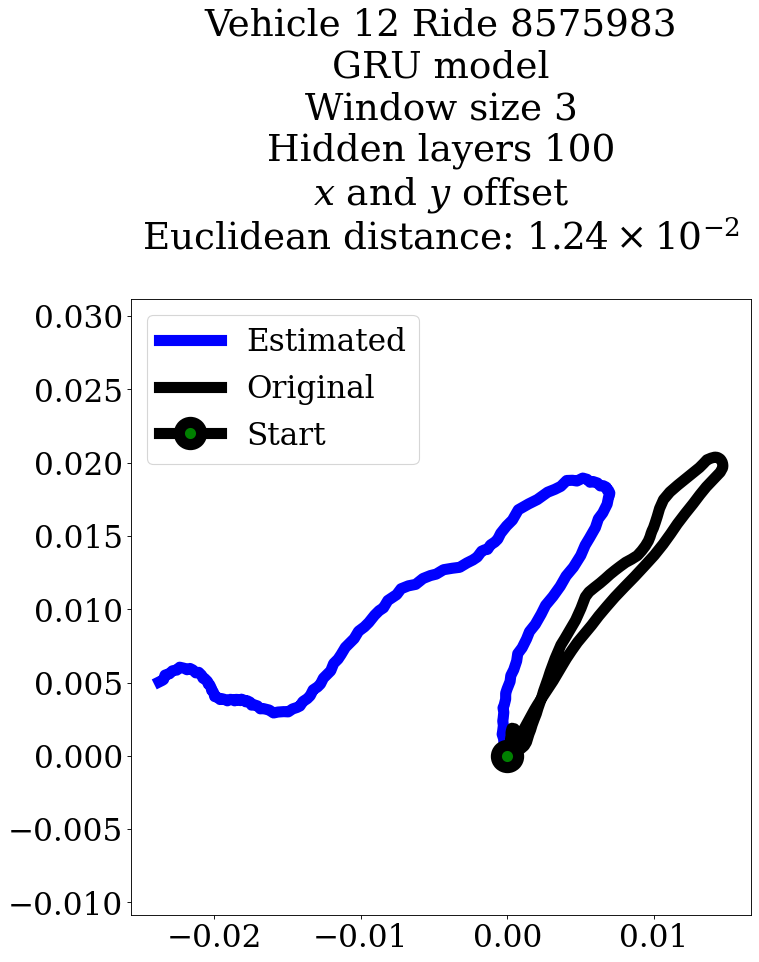 Vehicle 12 Ride 8575983
GRU model
Window size 3
Hidden layers 100
x and y offset
Euclidean distance: 1.24 × 10⁻²
Estimated
Original
Start
0.030
0.025
0.020
0.015
0.010
0.005
0.000
−0.005
−0.010
−0.02 −0.01 0.00 0.01